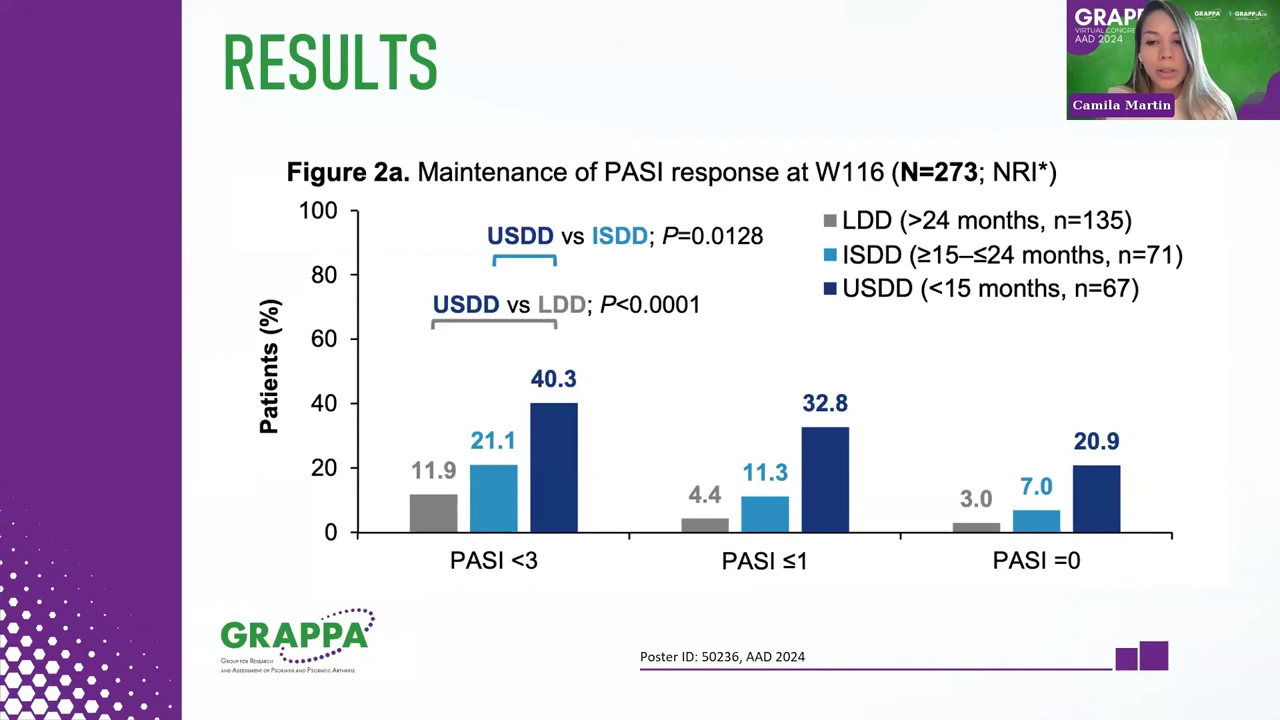 RESULTS
GRAPPA
VIRTUAL CONGRE
AAD 2024
GRAPPA
Camila Martin
Figure 2a. Maintenance of PASI response at W116 (N=273; NRI*)
100
80
60
40
20
0
Patients (%)
USDD vs ISDD; P=0.0128
USDD vs LDD; P<0.0001
LDD (>24 months, n=135)
ISDD (≥15–≤24 months, n=71)
USDD (<15 months, n=67)
11.9
21.1
40.3
4.4
11.3
32.8
3.0
7.0
20.9
PASI <3
PASI ≤1
PASI =0
GRAPPA
GROUP FOR RESEARCH
AND ASSESSMENT OF PSORIASIS AND PSORIATIC ARTHRITIS
Poster ID: 50236, AAD 2024